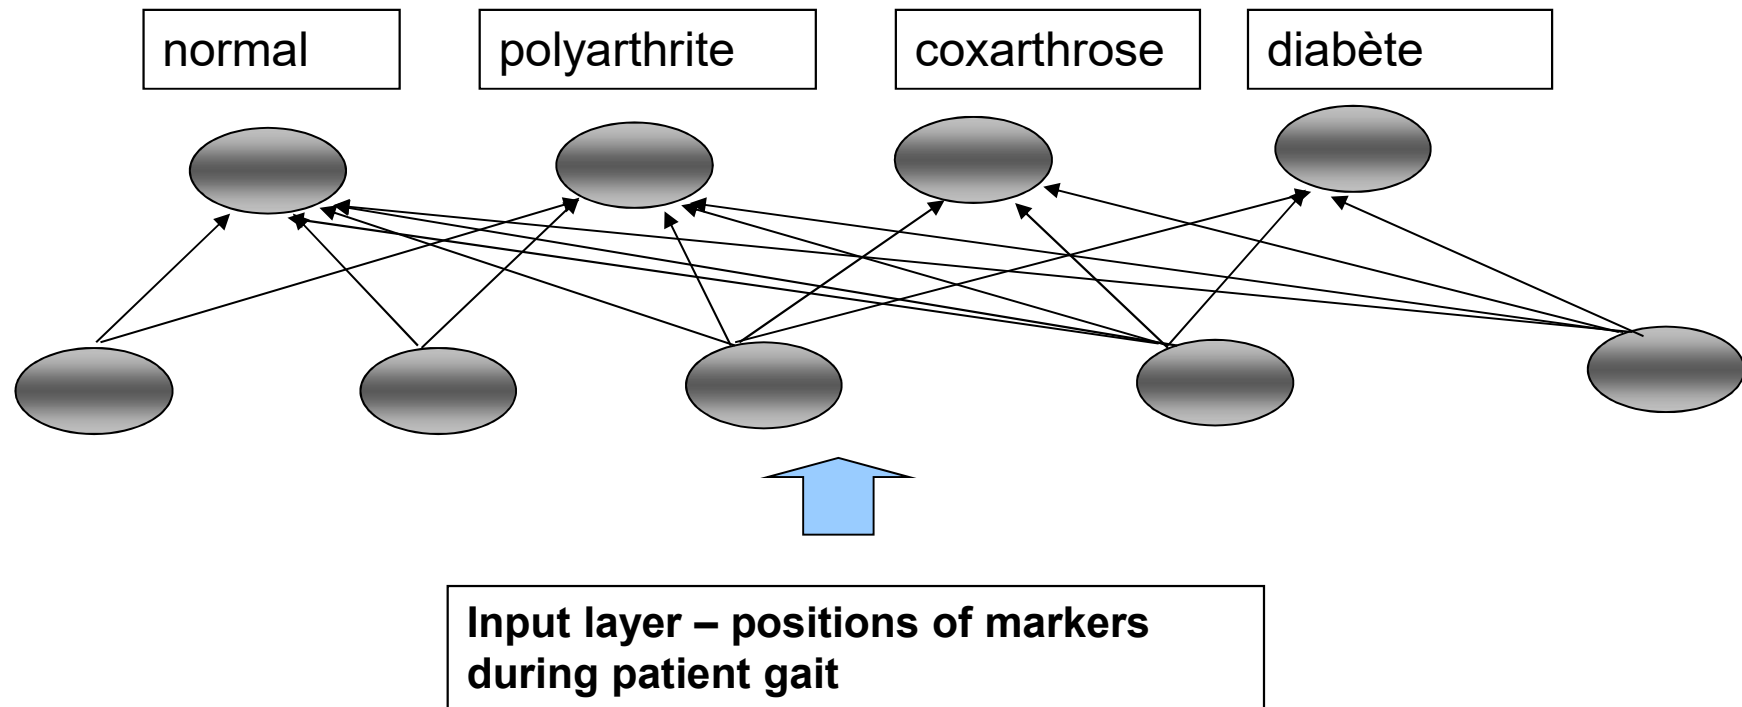 normal
polyarthrite
coxarthrose
diabète
Input layer – positions of markers
during patient gait